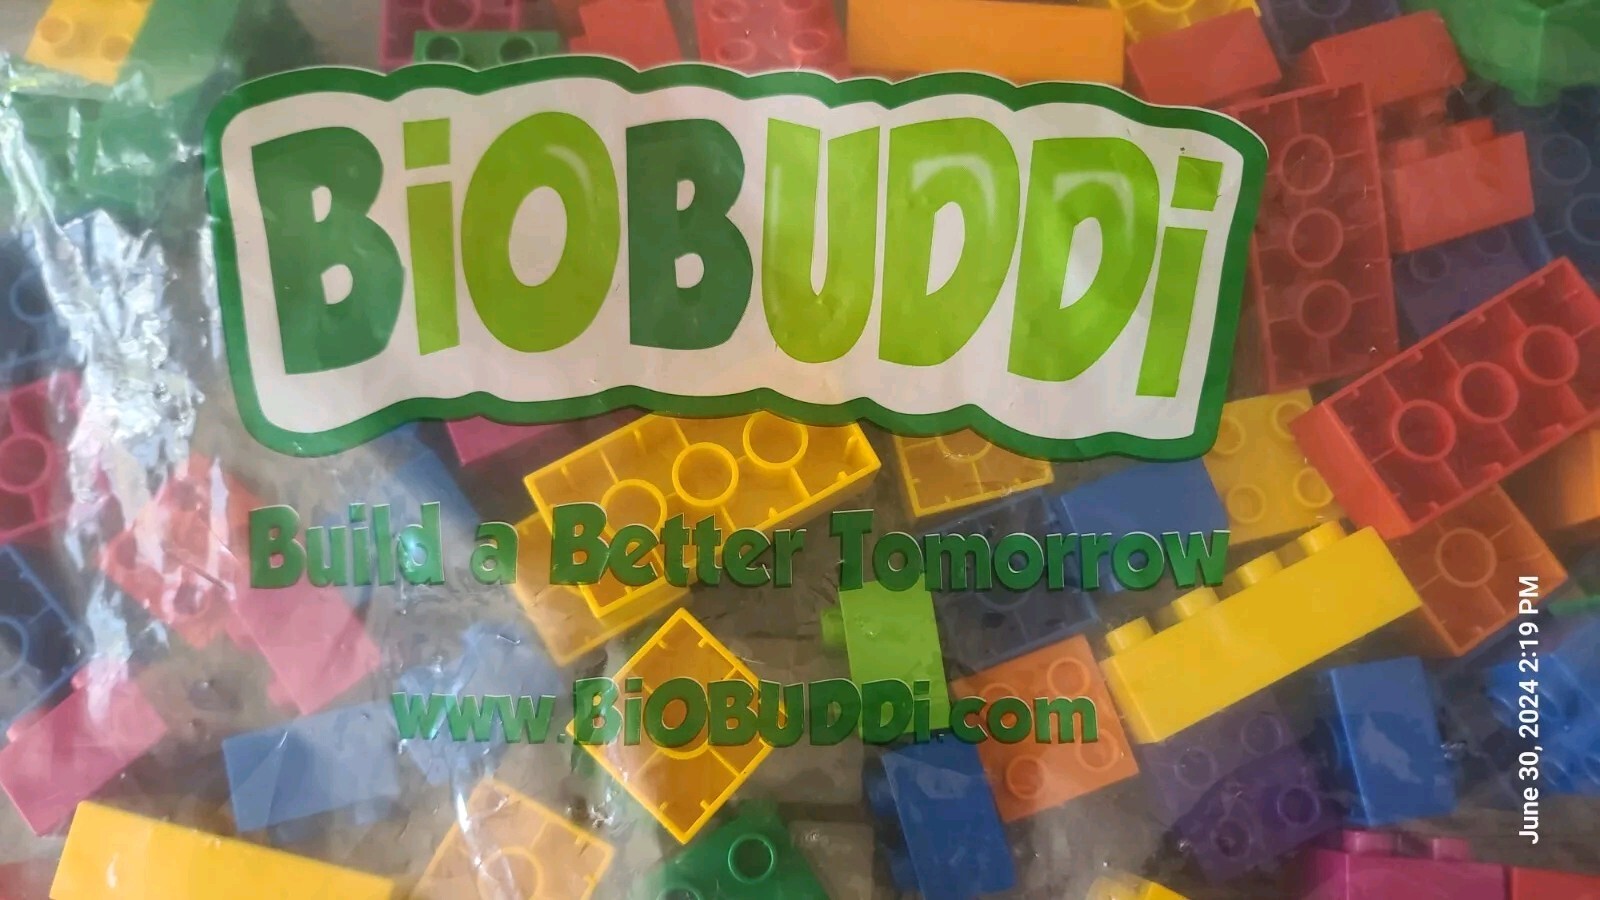 BiOBUDDi
Build a Better Tomorrow
www.BiOBUDDi.com
June 30, 2024 2:19 PM